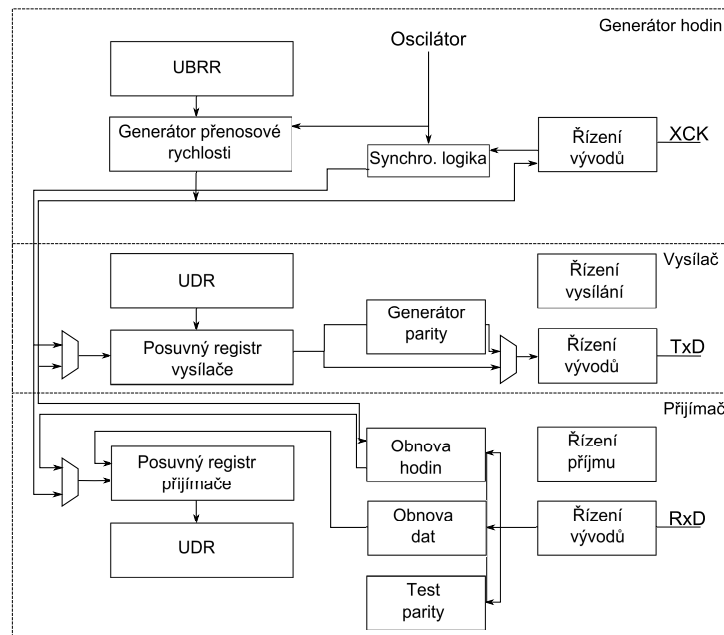 Generátor hodin
Oscilátor
UBRR
Generátor přenosové
rychlosti
Synchro. logika
Řízení
vývodů
XCK
Vysílač
UDR
Řízení
vysílání
Generátor
parity
Posuvný registr
vysílače
Řízení
vývodů
TxD
Přijímač
Obnova
hodin
Řízení
příjmu
Posuvný registr
přijímače
Obnova
dat
Řízení
vývodů
RxD
UDR
Test
parity